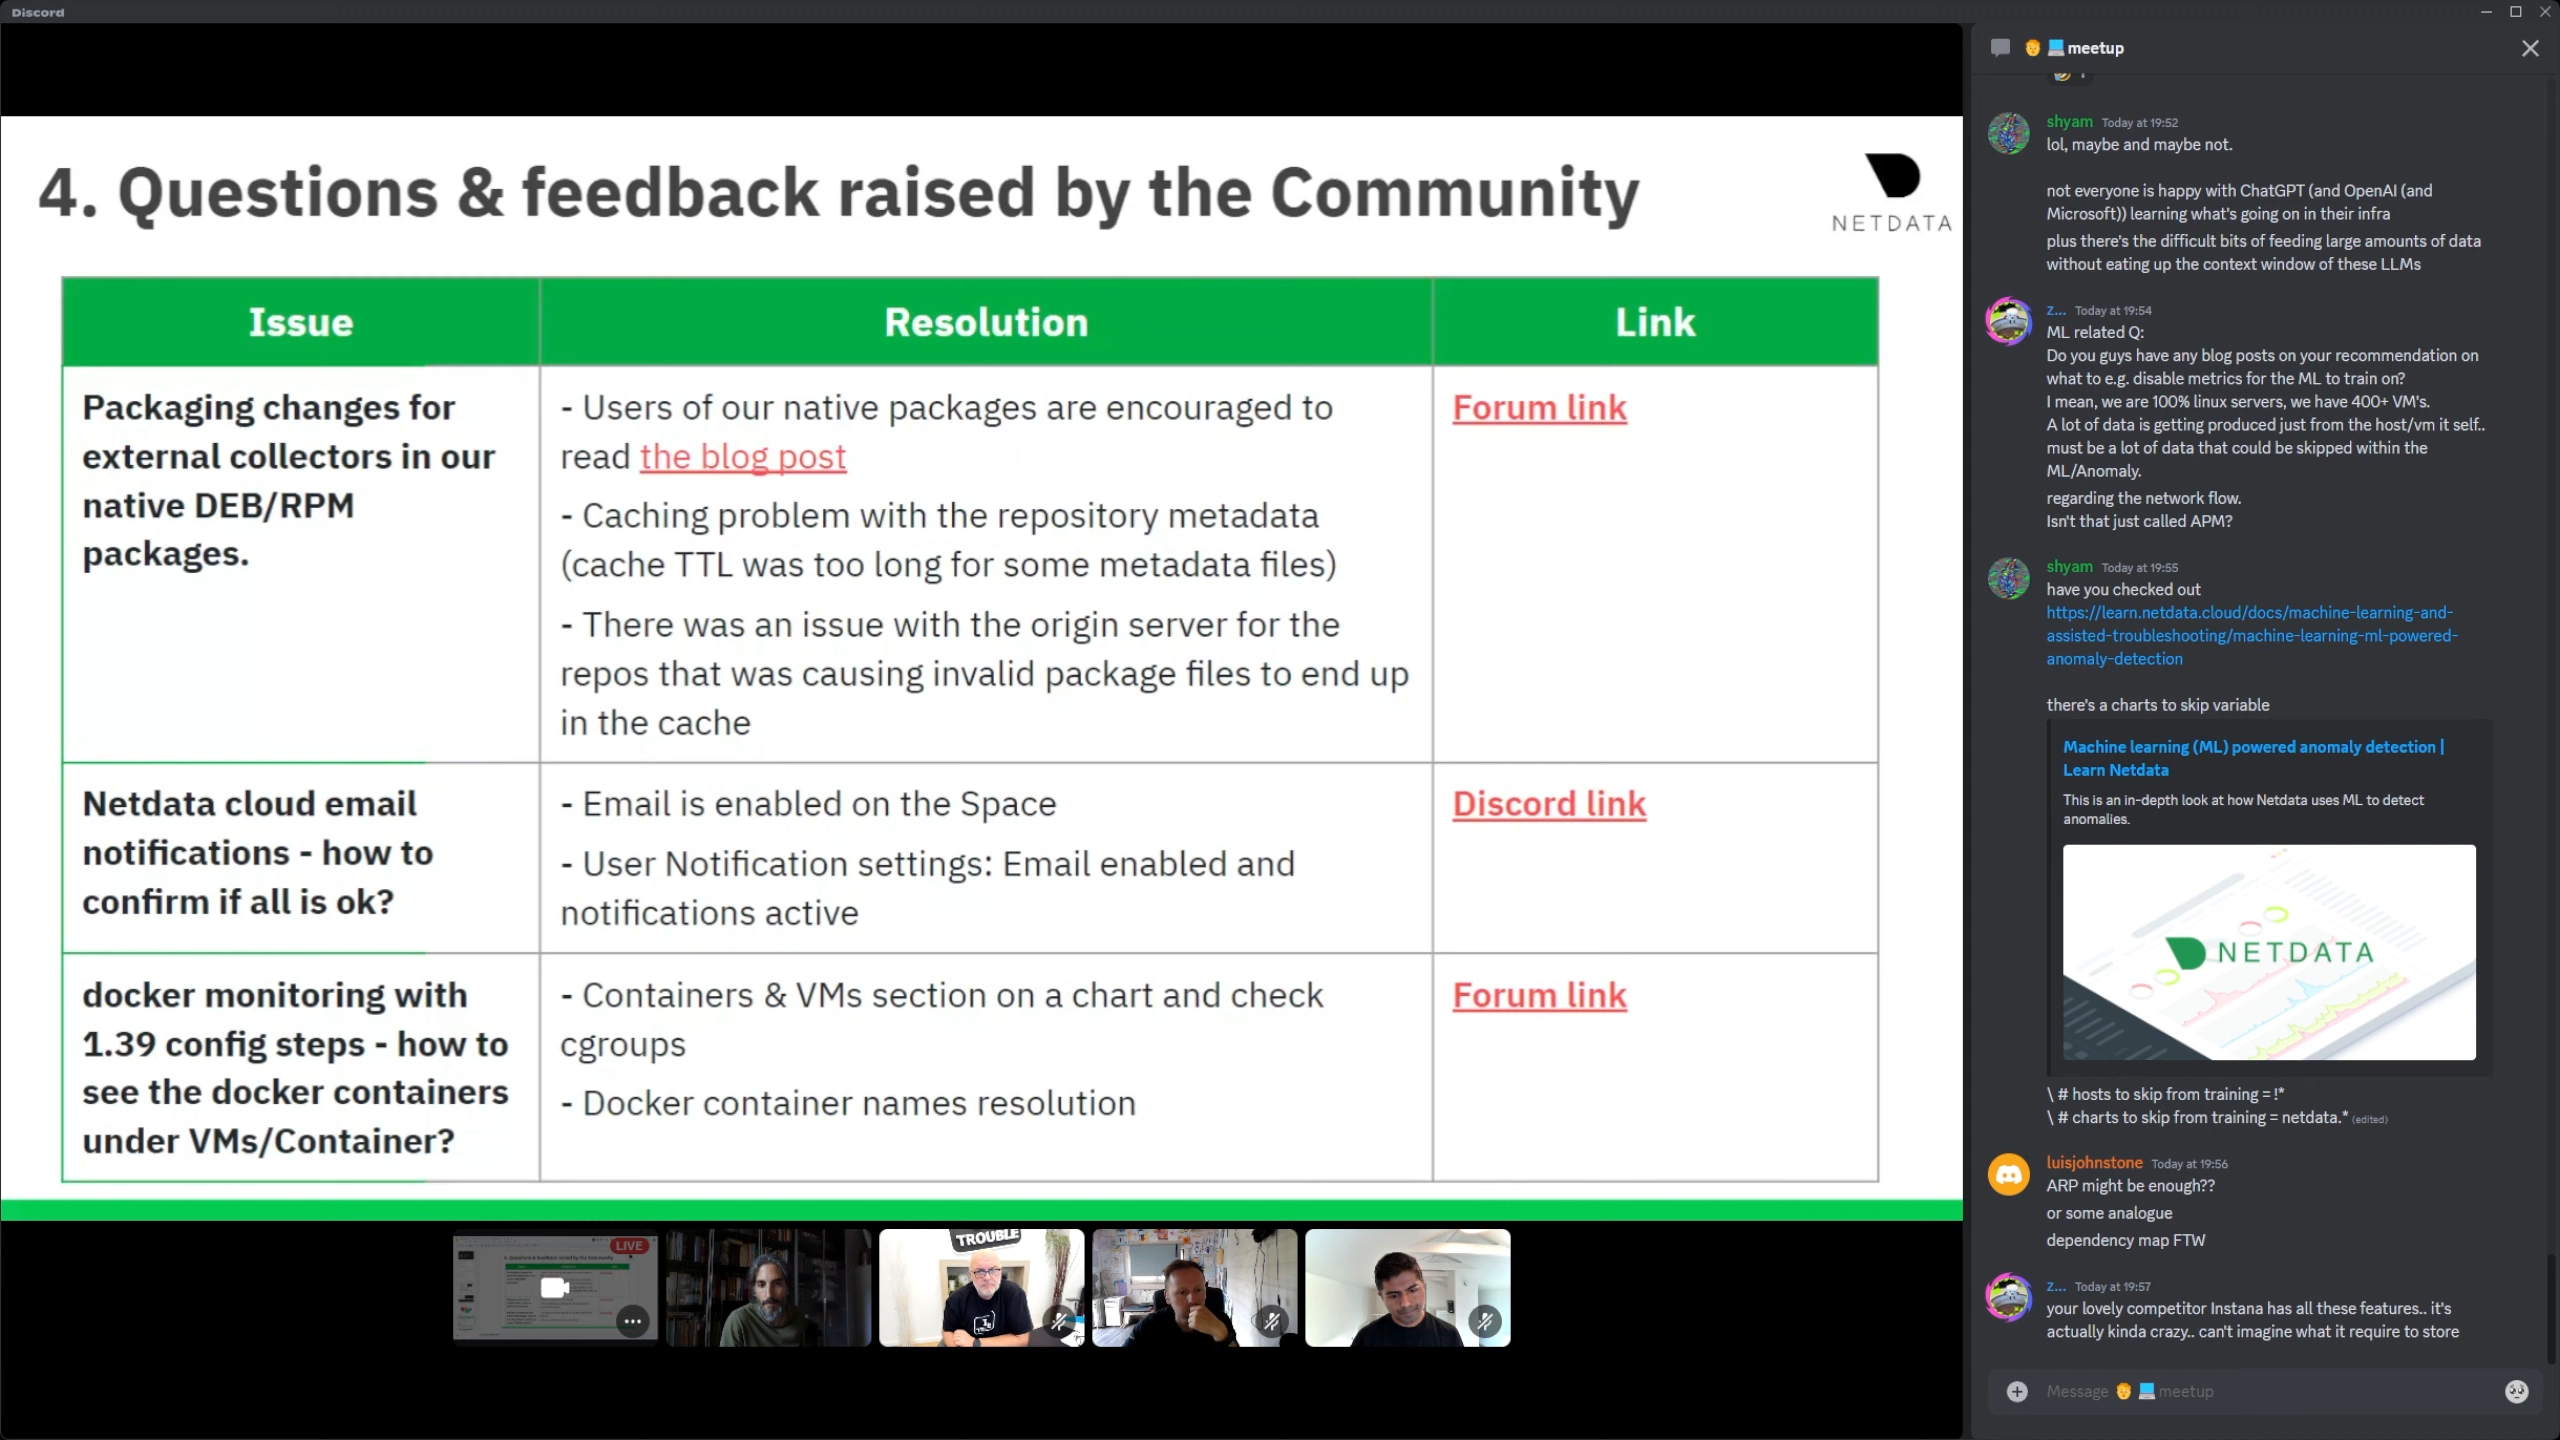 Discord
4. Questions & feedback raised by the Community
NETDATA
Issue
Resolution
Link
Packaging changes for
external collectors in our
native DEB/RPM
packages.
- Users of our native packages are encouraged to
read the blog post
- Caching problem with the repository metadata
(cache TTL was too long for some metadata files)
- There was an issue with the origin server for the
repos that was causing invalid package files to end up
in the cache
Forum link
Netdata cloud email
notifications - how to
confirm if all is ok?
- Email is enabled on the Space
- User Notification settings: Email enabled and
notifications active
Discord link
docker monitoring with
1.39 config steps - how to
see the docker containers
under VMs/Container?
- Containers & VMs section on a chart and check
cgroups
- Docker container names resolution
Forum link
LIVE
TROUBLE
meetup
shyam Today at 19:52
lol, maybe and maybe not.
not everyone is happy with ChatGPT (and OpenAI (and
Microsoft)) learning what's going on in their infra
plus there's the difficult bits of feeding large amounts of data
without eating up the context window of these LLMs
z... Today at 19:54
ML related Q:
Do you guys have any blog posts on your recommendation on
what to e.g. disable metrics for the ML to train on?
I mean, we are 100% linux servers, we have 400+ VM's.
A lot of data is getting produced just from the host/vm it self..
must be a lot of data that could be skipped within the
ML/Anomaly.
regarding the network flow.
Isn't that just called APM?
shyam Today at 19:55
have you checked out
https://learn.netdata.cloud/docs/machine-learning-and-
assisted-troubleshooting/machine-learning-ml-powered-
anomaly-detection
there's a charts to skip variable
Machine learning (ML) powered anomaly detection |
Learn Netdata
This is an in-depth look at how Netdata uses ML to detect
anomalies.
NETDATA
\ # hosts to skip from training = !*
\ # charts to skip from training = netdata.* (edited)
luisjohnstone Today at 19:56
ARP might be enough??
or some analogue
dependency map FTW
z... Today at 19:57
your lovely competitor Instana has all these features.. it's
actually kinda crazy.. can't imagine what it require to store
Message meetup